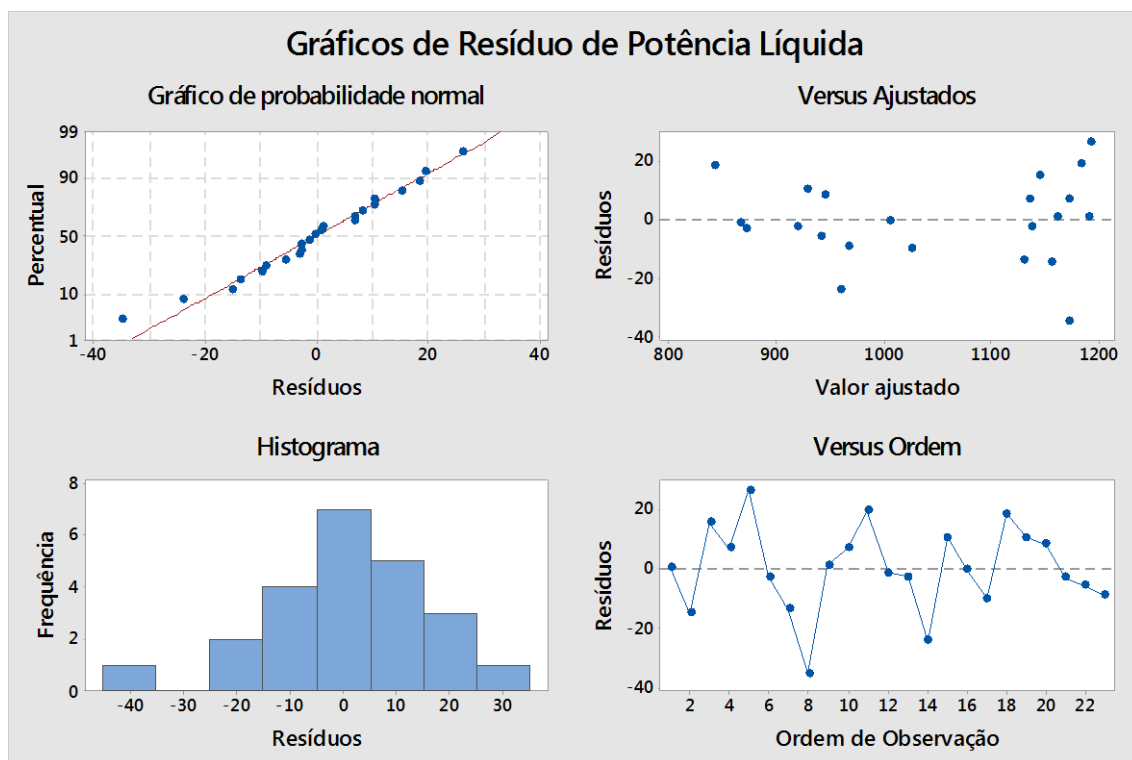 Gráficos de Resíduo de Potência Líquida
Gráfico de probabilidade normal
Percentual
99
90
50
10
1
-40 -20 0 20 40
Resíduos
Versus Ajustados
Resíduos
20
0
-20
-40
800 900 1000 1100 1200
Valor ajustado
Histograma
Frequência
8
6
4
2
0
-40 -30 -20 -10 0 10 20 30
Resíduos
Versus Ordem
Resíduos
20
0
-20
-40
2 4 6 8 10 12 14 16 18 20 22
Ordem de Observação